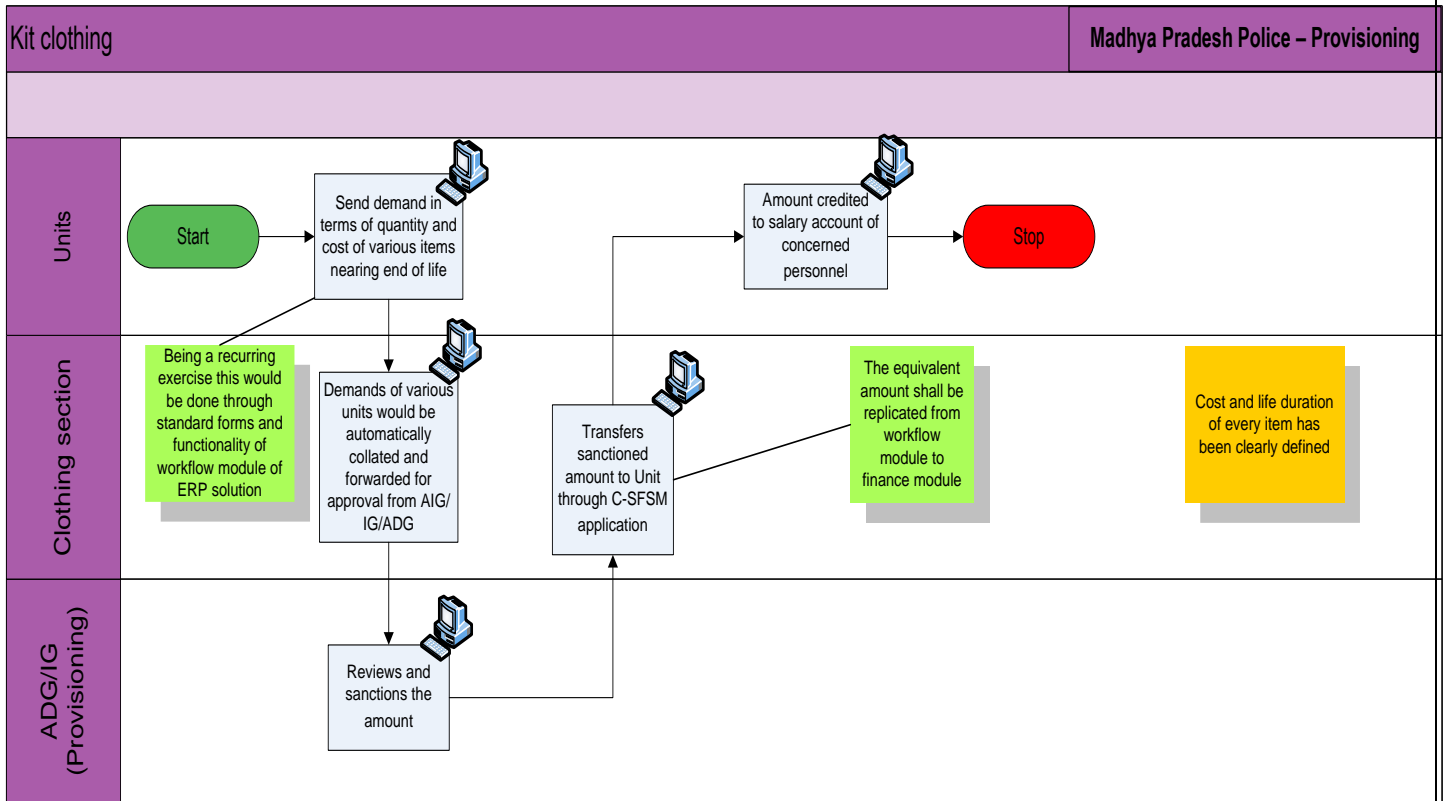 Kit clothing
Madhya Pradesh Police – Provisioning
Units
Start
Send demand in
terms of quantity and
cost of various items
nearing end of life
Amount credited
to salary account of
concerned
personnel
Stop
Clothing section
Being a recurring
exercise this would
be done through
standard forms and
functionality of
workflow module of
ERP solution
Demands of various
units would be
automatically
collated and
forwarded for
approval from AIG/
IG/ADG
Transfers
sanctioned
amount to Unit
through C-SFSM
application
The equivalent
amount shall be
replicated from
workflow
module to
finance module
Cost and life duration
of every item has
been clearly defined
ADG/IG
(Provisioning)
Reviews and
sanctions the
amount